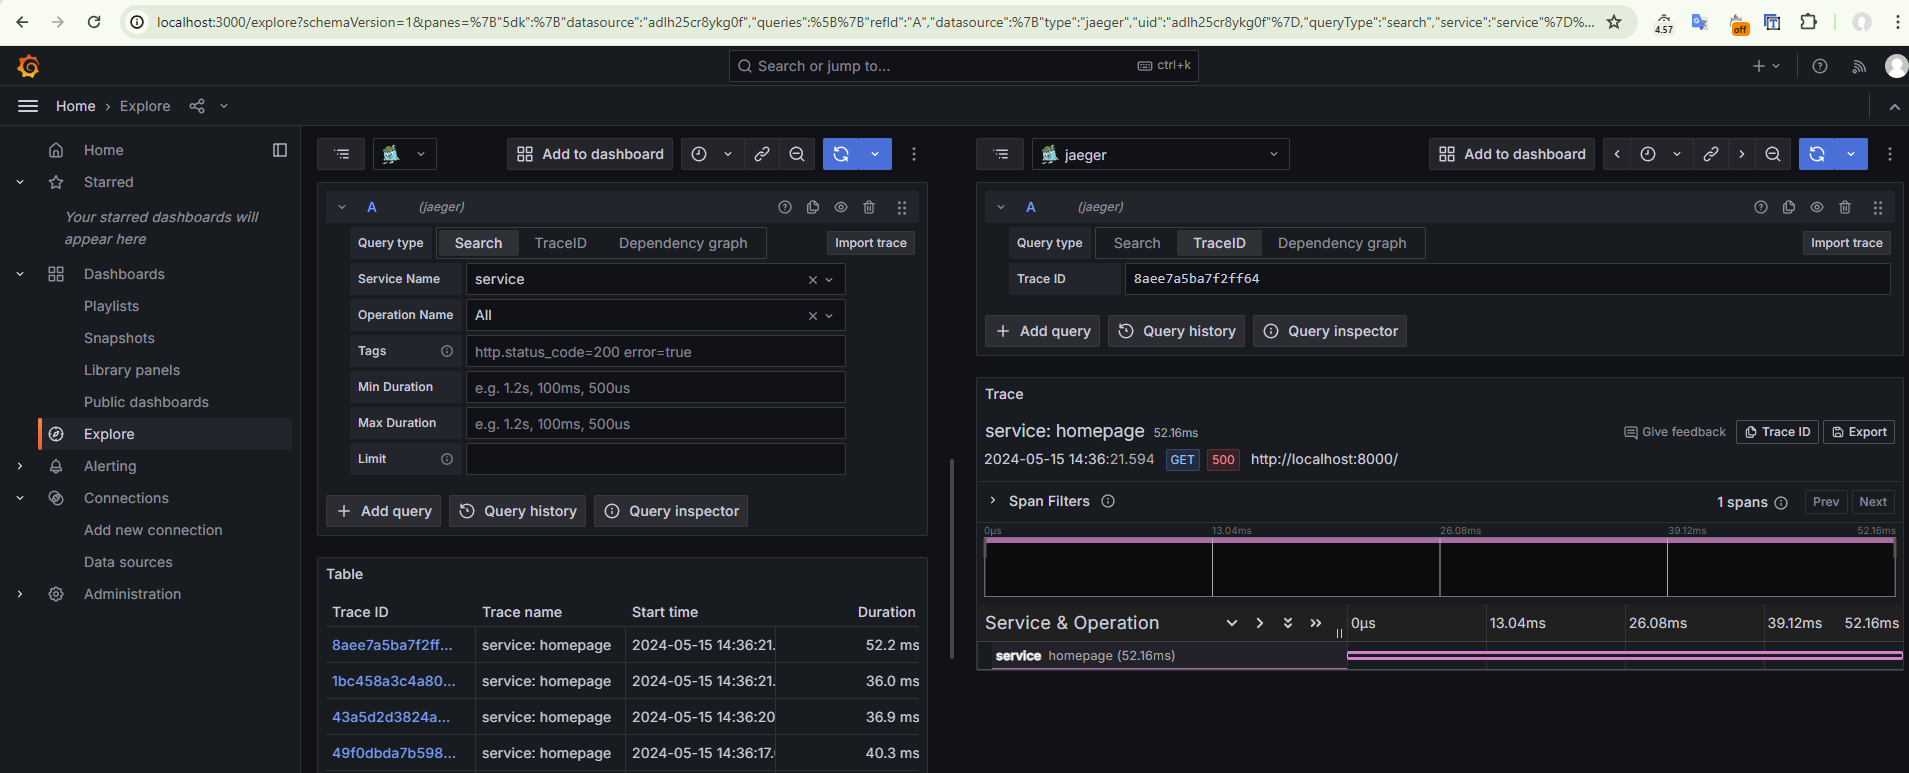 localhost:3000/explore?schemaVersion=1&panes=%7B"5dk":%7B"datasource":"adlh25cr8ykg0f","queries":%5B%7B"refId":"A","datasource":%7B"type":"jaeger","uid":"adlh25cr8ykg0f"%7D,"queryType":"search","service":"service"%7D%...
4.57
off
Search or jump to...
ctrl+k
Home › Explore
Home
Starred
Your starred dashboards will
appear here
Dashboards
Playlists
Snapshots
Library panels
Public dashboards
Explore
Alerting
Connections
Add new connection
Data sources
Administration
Add to dashboard
A (jaeger)
Query type Search TraceID Dependency graph Import trace
Service Name service
Operation Name All
Tags http.status_code=200 error=true
Min Duration e.g. 1.2s, 100ms, 500us
Max Duration e.g. 1.2s, 100ms, 500us
Limit
+ Add query Query history Query inspector
Table
Trace ID Trace name Start time Duration
8aee7a5ba7f2ff... service: homepage 2024-05-15 14:36:21. 52.2 ms
1bc458a3c4a80... service: homepage 2024-05-15 14:36:21. 36.0 ms
43a5d2d3824a... service: homepage 2024-05-15 14:36:20 36.9 ms
49f0dbda7b598... service: homepage 2024-05-15 14:36:17. 40.3 ms
jaeger
Add to dashboard
A (jaeger)
Query type Search TraceID Dependency graph Import trace
Trace ID 8aee7a5ba7f2ff64
+ Add query Query history Query inspector
Trace
service: homepage 52.16ms
Give feedback Trace ID Export
2024-05-15 14:36:21.594 GET 500 http://localhost:8000/
Span Filters
1 spans Prev Next
0μs 13.04ms 26.08ms 39.12ms 52.16ms
Service & Operation 0μs 13.04ms 26.08ms 39.12ms 52.16ms
service homepage (52.16ms)